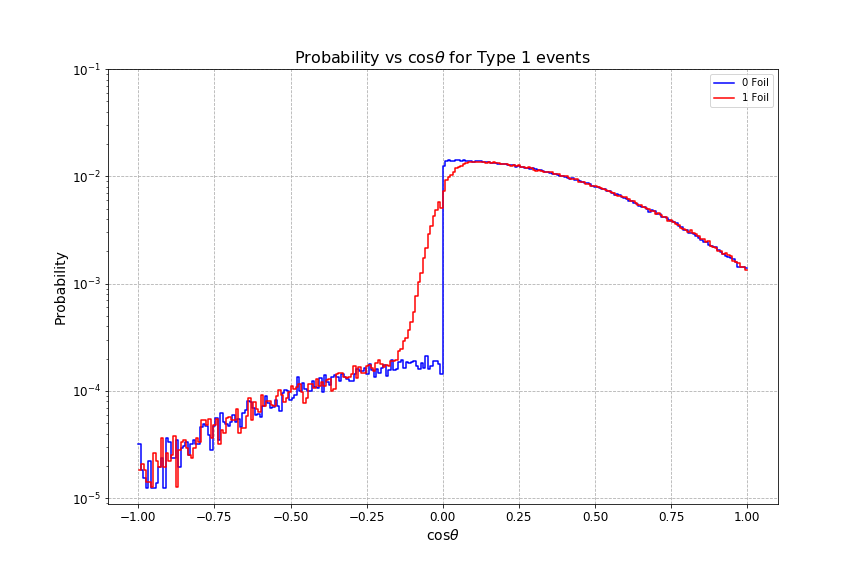 Probability vs cosθ for Type 1 events
10⁻¹
10⁻²
10⁻³
10⁻⁴
10⁻⁵
Probability
0 Foil
1 Foil
−1.00 −0.75 −0.50 −0.25 0.00 0.25 0.50 0.75 1.00
cosθ